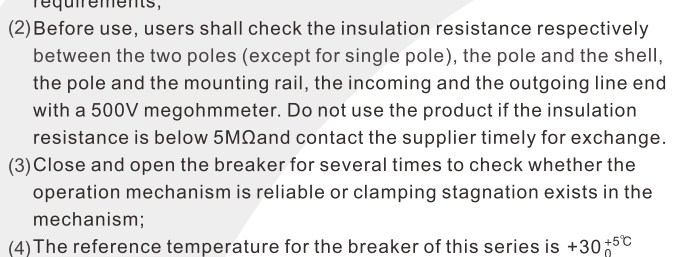 requirements;
(2)Before use, users shall check the insulation resistance respectively
between the two poles (except for single pole), the pole and the shell,
the pole and the mounting rail, the incoming and the outgoing line end
with a 500V megohmmeter. Do not use the product if the insulation
resistance is below 5MΩand contact the supplier timely for exchange.
(3)Close and open the breaker for several times to check whether the
operation mechanism is reliable or clamping stagnation exists in the
mechanism;
(4)The reference temperature for the breaker of this series is +30 +5℃ 0